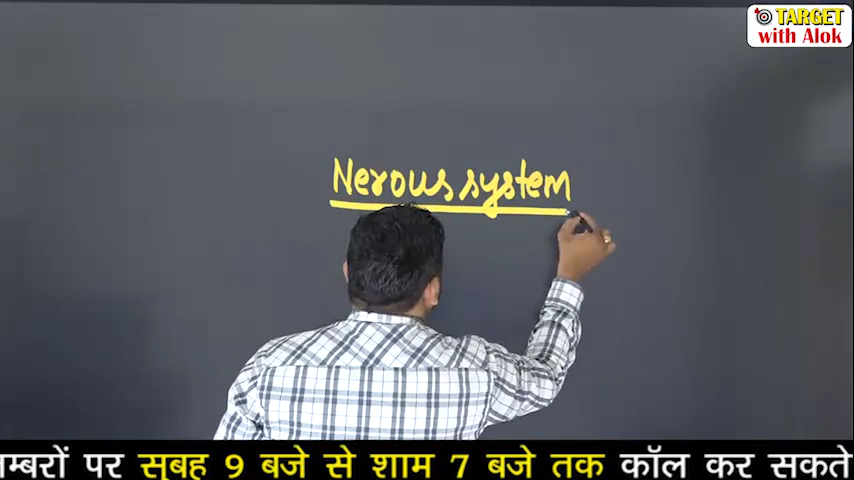 TARGET
with Alok
Nerous system
म्बरों पर सुबह 9 बजे से शाम 7 बजे तक कॉल कर सकते